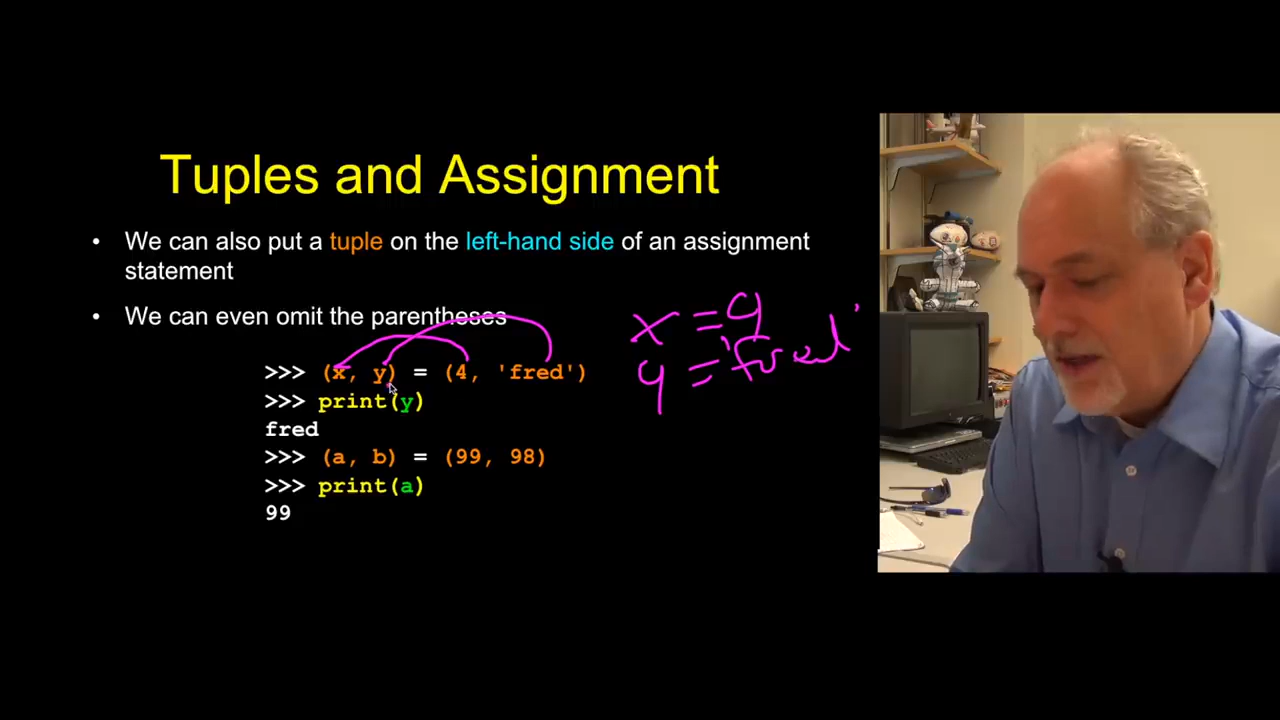 Tuples and Assignment
• We can also put a tuple on the left-hand side of an assignment
statement
• We can even omit the parentheses
>>> (x, y) = (4, 'fred')
>>> print(y)
fred
>>> (a, b) = (99, 98)
>>> print(a)
99
x = 4
y = 'fred'